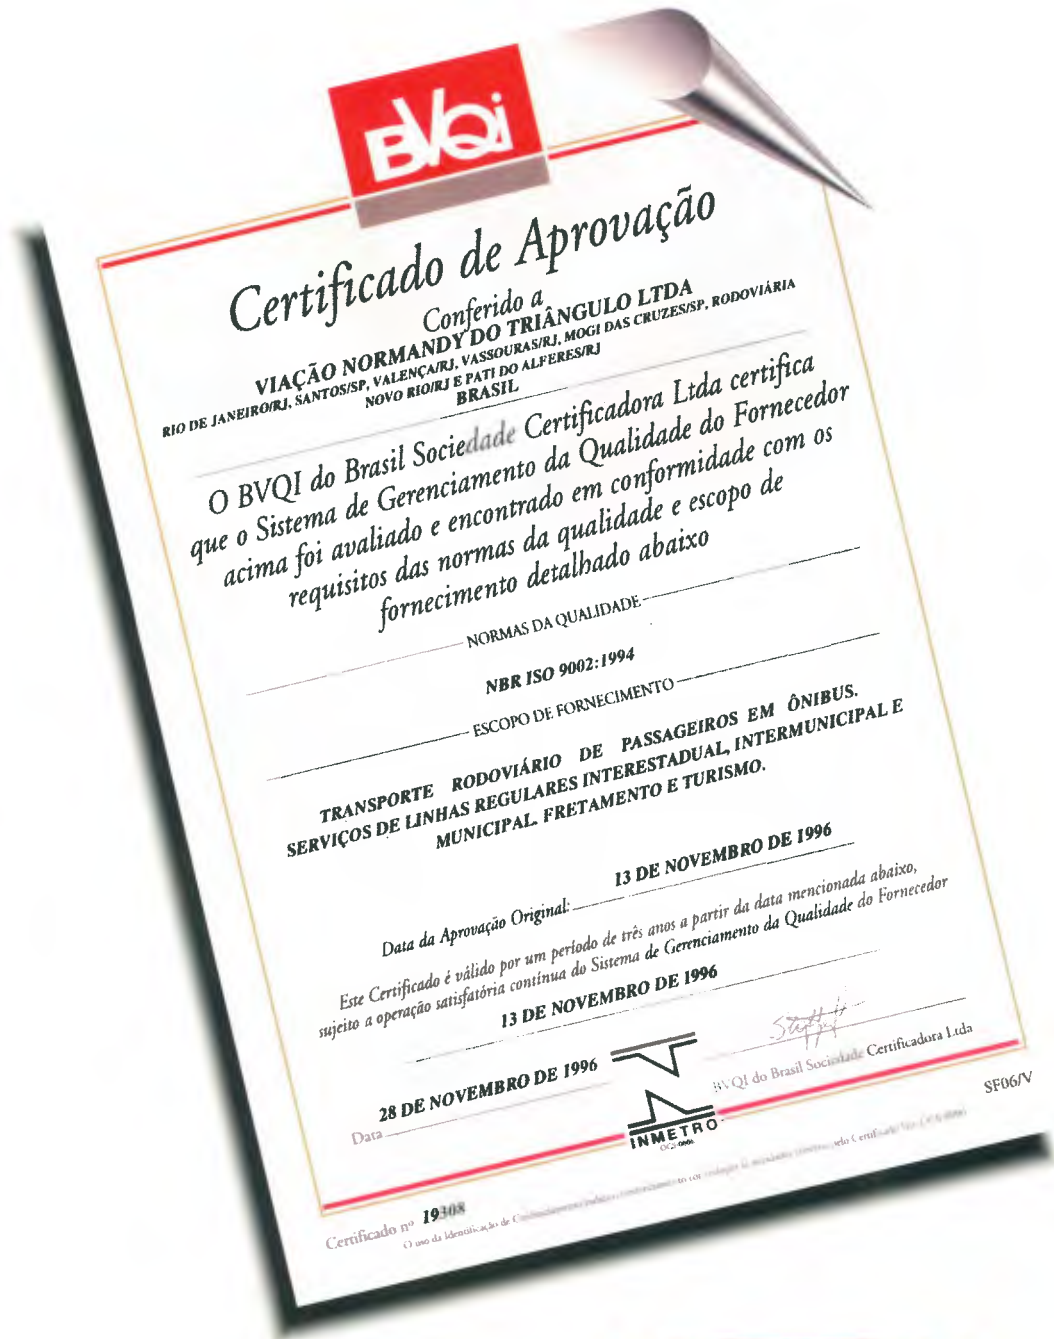 BVQi
Certificado de Aprovação
Conferido a
VIAÇÃO NORMANDY DO TRIÂNGULO LTDA
RIO DE JANEIRO/RJ, SANTOS/SP, VALENÇA/RJ, VASSOURAS/RJ, MOGI DAS CRUZES/SP, RODOVIÁRIA
NOVO RIO/RJ E PATI DO ALFERES/RJ
BRASIL
O BVQI do Brasil Sociedade Certificadora Ltda certifica
que o Sistema de Gerenciamento da Qualidade do Fornecedor
acima foi avaliado e encontrado em conformidade com os
requisitos das normas da qualidade e escopo de
fornecimento detalhado abaixo
NORMAS DA QUALIDADE
NBR ISO 9002:1994
ESCOPO DE FORNECIMENTO
TRANSPORTE RODOVIÁRIO DE PASSAGEIROS EM ÔNIBUS.
SERVIÇOS DE LINHAS REGULARES INTERESTADUAL, INTERMUNICIPAL E
MUNICIPAL. FRETAMENTO E TURISMO.
Data da Aprovação Original: 13 DE NOVEMBRO DE 1996
Este Certificado é válido por um período de três anos a partir da data mencionada abaixo,
sujeito a operação satisfatória contínua do Sistema de Gerenciamento da Qualidade do Fornecedor
13 DE NOVEMBRO DE 1996
Data 28 DE NOVEMBRO DE 1996
BVQI do Brasil Sociedade Certificadora Ltda
INMETRO
SF06/V
Certificado nº 19308
O uso da Identificação de